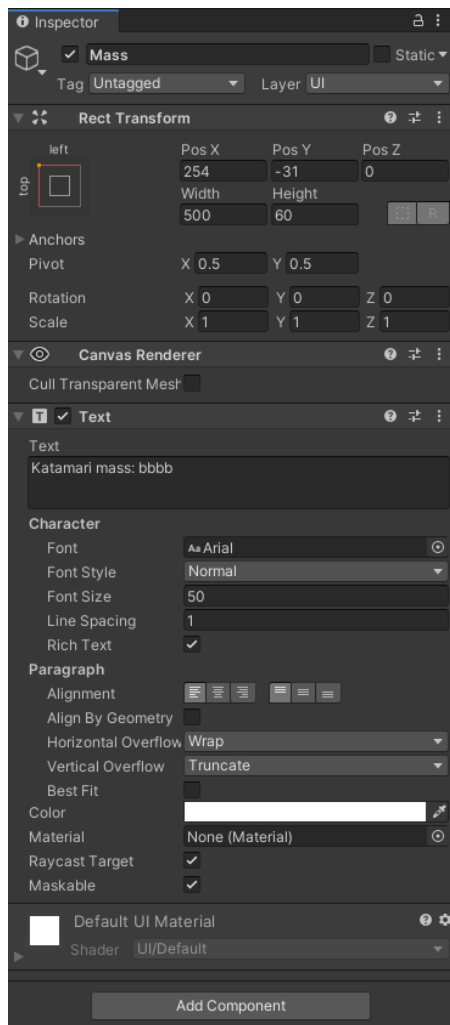 Inspector
Mass Static
Tag Untagged Layer UI
Rect Transform
left Pos X Pos Y Pos Z
top 254 -31 0
Width Height
500 60 R
Anchors
Pivot X 0.5 Y 0.5
Rotation X 0 Y 0 Z 0
Scale X 1 Y 1 Z 1
Canvas Renderer
Cull Transparent Mesh
T Text
Text
Katamari mass: bbbb
Character
Font Aa Arial
Font Style Normal
Font Size 50
Line Spacing 1
Rich Text
Paragraph
Alignment
Align By Geometry
Horizontal Overflow Wrap
Vertical Overflow Truncate
Best Fit
Color
Material None (Material)
Raycast Target
Maskable
Default UI Material
Shader UI/Default
Add Component